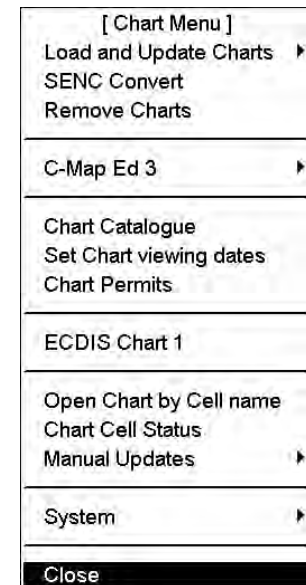 [ Chart Menu ]
Load and Update Charts
SENC Convert
Remove Charts
C-Map Ed 3
Chart Catalogue
Set Chart viewing dates
Chart Permits
ECDIS Chart 1
Open Chart by Cell name
Chart Cell Status
Manual Updates
System
Close